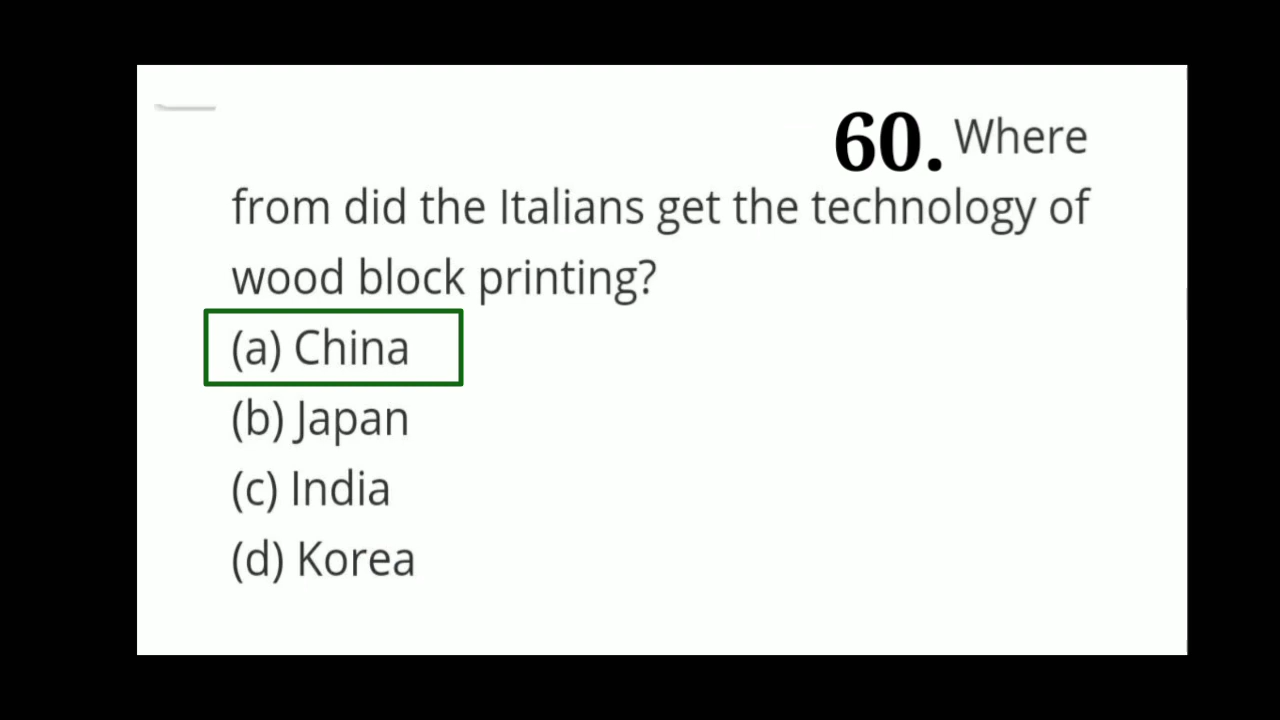 60. Where
from did the Italians get the technology of
wood block printing?
(a) China
(b) Japan
(c) India
(d) Korea